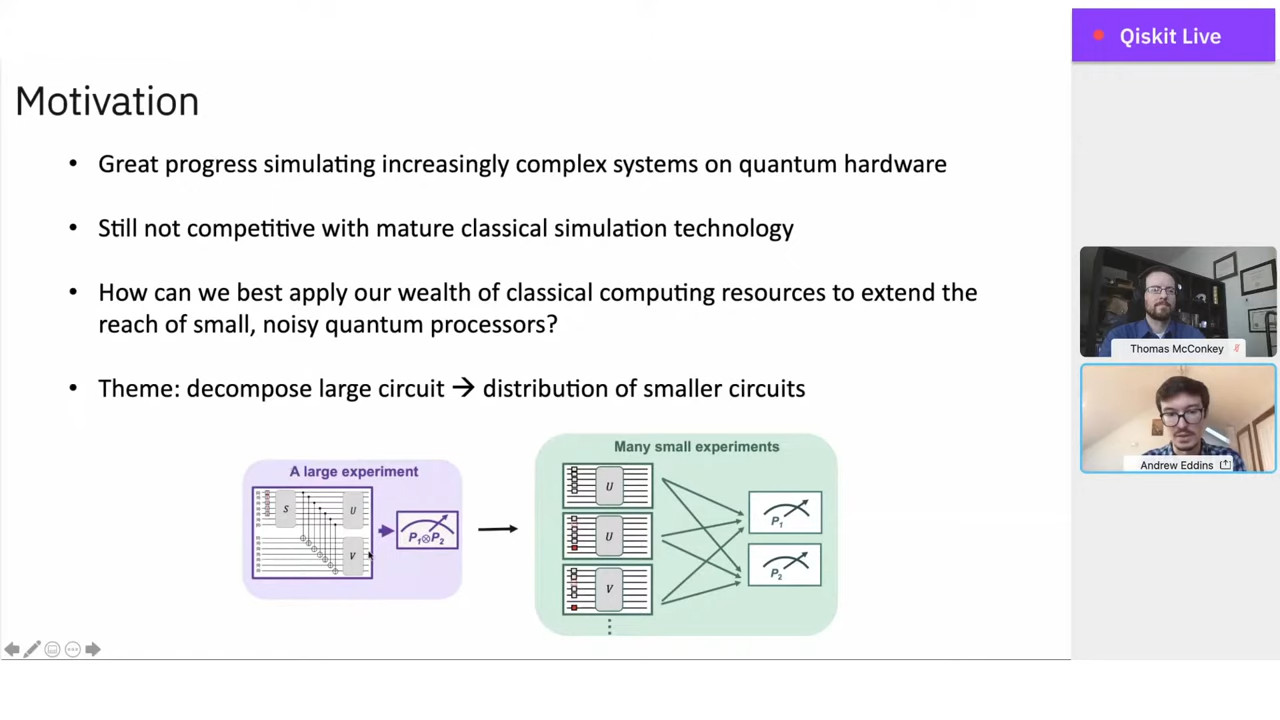 Qiskit Live
Motivation
• Great progress simulating increasingly complex systems on quantum hardware
• Still not competitive with mature classical simulation technology
• How can we best apply our wealth of classical computing resources to extend the
reach of small, noisy quantum processors?
• Theme: decompose large circuit → distribution of smaller circuits
A large experiment
S
U
V
P₁⊗P₂
Many small experiments
U
U
V
P₁
P₂
Thomas McConkey
Andrew Eddins